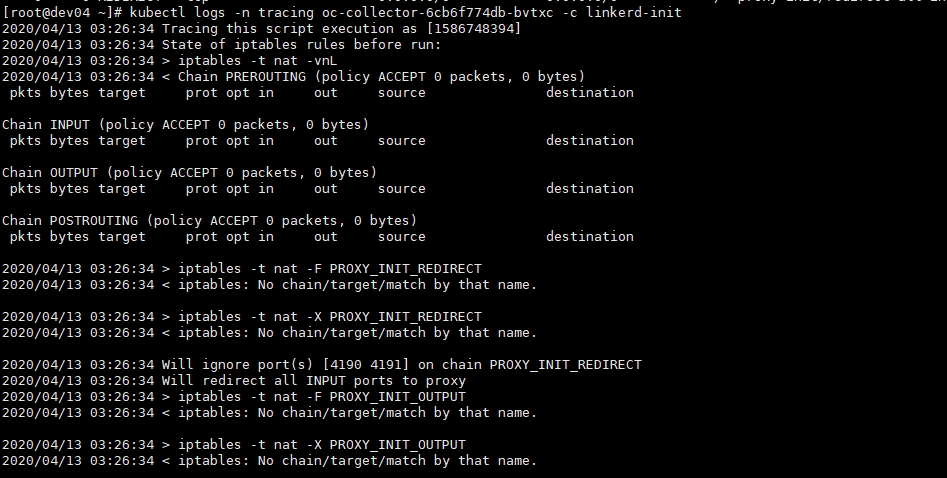 [root@dev04 ~]# kubectl logs -n tracing oc-collector-6cb6f774db-bvtxc -c linkerd-init
2020/04/13 03:26:34 Tracing this script execution as [1586748394]
2020/04/13 03:26:34 State of iptables rules before run:
2020/04/13 03:26:34 > iptables -t nat -vnL
2020/04/13 03:26:34 < Chain PREROUTING (policy ACCEPT 0 packets, 0 bytes)
pkts bytes target     prot opt in     out     source               destination
Chain INPUT (policy ACCEPT 0 packets, 0 bytes)
pkts bytes target     prot opt in     out     source               destination
Chain OUTPUT (policy ACCEPT 0 packets, 0 bytes)
pkts bytes target     prot opt in     out     source               destination
Chain POSTROUTING (policy ACCEPT 0 packets, 0 bytes)
pkts bytes target     prot opt in     out     source               destination
2020/04/13 03:26:34 > iptables -t nat -F PROXY_INIT_REDIRECT
2020/04/13 03:26:34 < iptables: No chain/target/match by that name.
2020/04/13 03:26:34 > iptables -t nat -X PROXY_INIT_REDIRECT
2020/04/13 03:26:34 < iptables: No chain/target/match by that name.
2020/04/13 03:26:34 Will ignore port(s) [4190 4191] on chain PROXY_INIT_REDIRECT
2020/04/13 03:26:34 Will redirect all INPUT ports to proxy
2020/04/13 03:26:34 > iptables -t nat -F PROXY_INIT_OUTPUT
2020/04/13 03:26:34 < iptables: No chain/target/match by that name.
2020/04/13 03:26:34 > iptables -t nat -X PROXY_INIT_OUTPUT
2020/04/13 03:26:34 < iptables: No chain/target/match by that name.